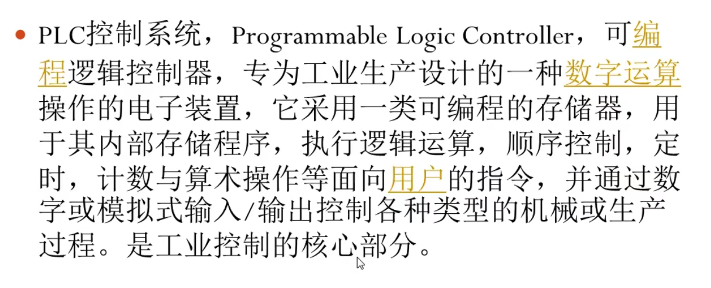 PLC控制系统，Programmable Logic Controller，可编
程逻辑控制器，专为工业生产设计的一种数字运算
操作的电子装置，它采用一类可编程的存储器，用
于其内部存储程序，执行逻辑运算，顺序控制，定
时，计数与算术操作等面向用户的指令，并通过数
字或模拟式输入/输出控制各种类型的机械或生产
过程。是工业控制的核心部分。